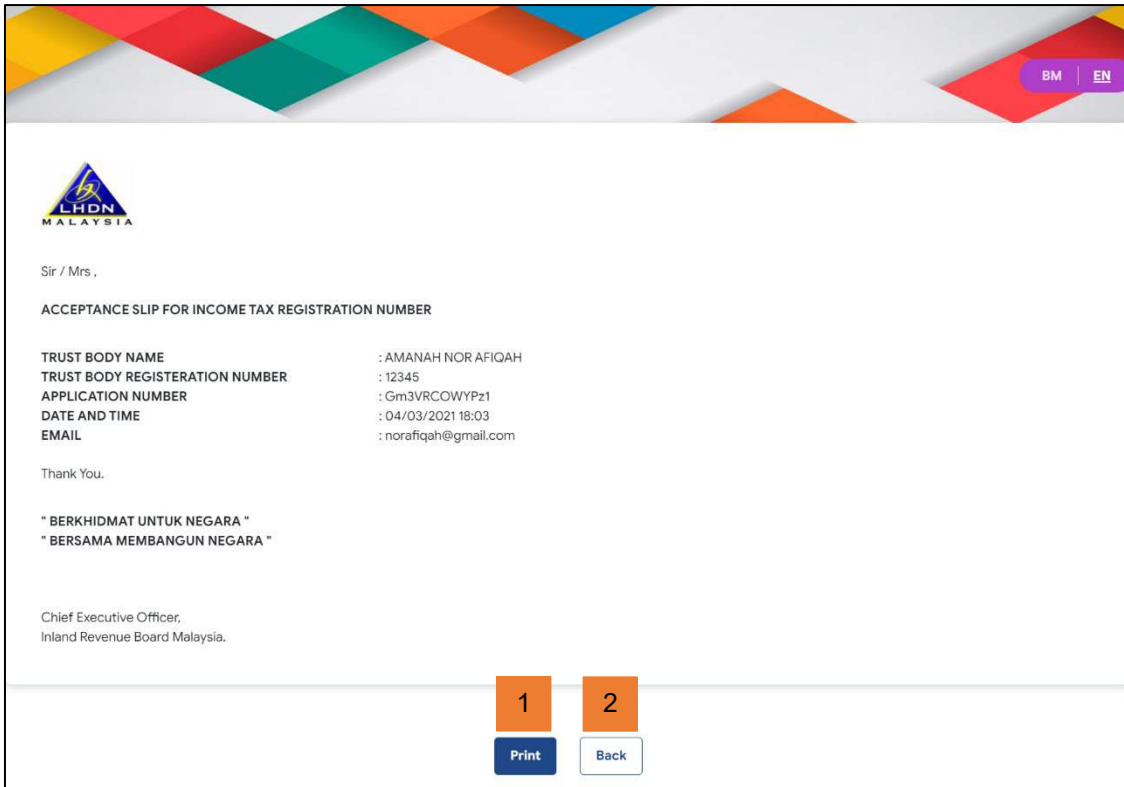 BM | EN
LHDN
MALAYSIA
Sir / Mrs ,
ACCEPTANCE SLIP FOR INCOME TAX REGISTRATION NUMBER
TRUST BODY NAME : AMANAH NOR AFIQAH
TRUST BODY REGISTERATION NUMBER : 12345
APPLICATION NUMBER : Gm3VRCOWYPz1
DATE AND TIME : 04/03/2021 18:03
EMAIL : norafiqah@gmail.com
Thank You.
" BERKHIDMAT UNTUK NEGARA "
" BERSAMA MEMBANGUN NEGARA "
Chief Executive Officer,
Inland Revenue Board Malaysia.
1 2
Print Back